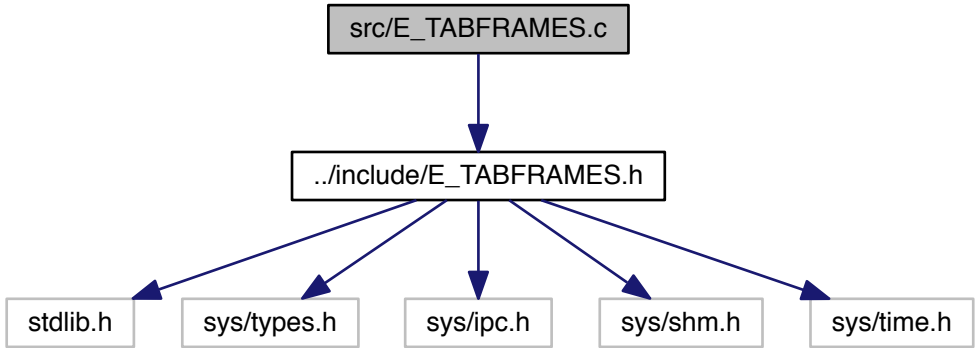 src/E_TABFRAMES.c
../include/E_TABFRAMES.h
stdlib.h
sys/types.h
sys/ipc.h
sys/shm.h
sys/time.h